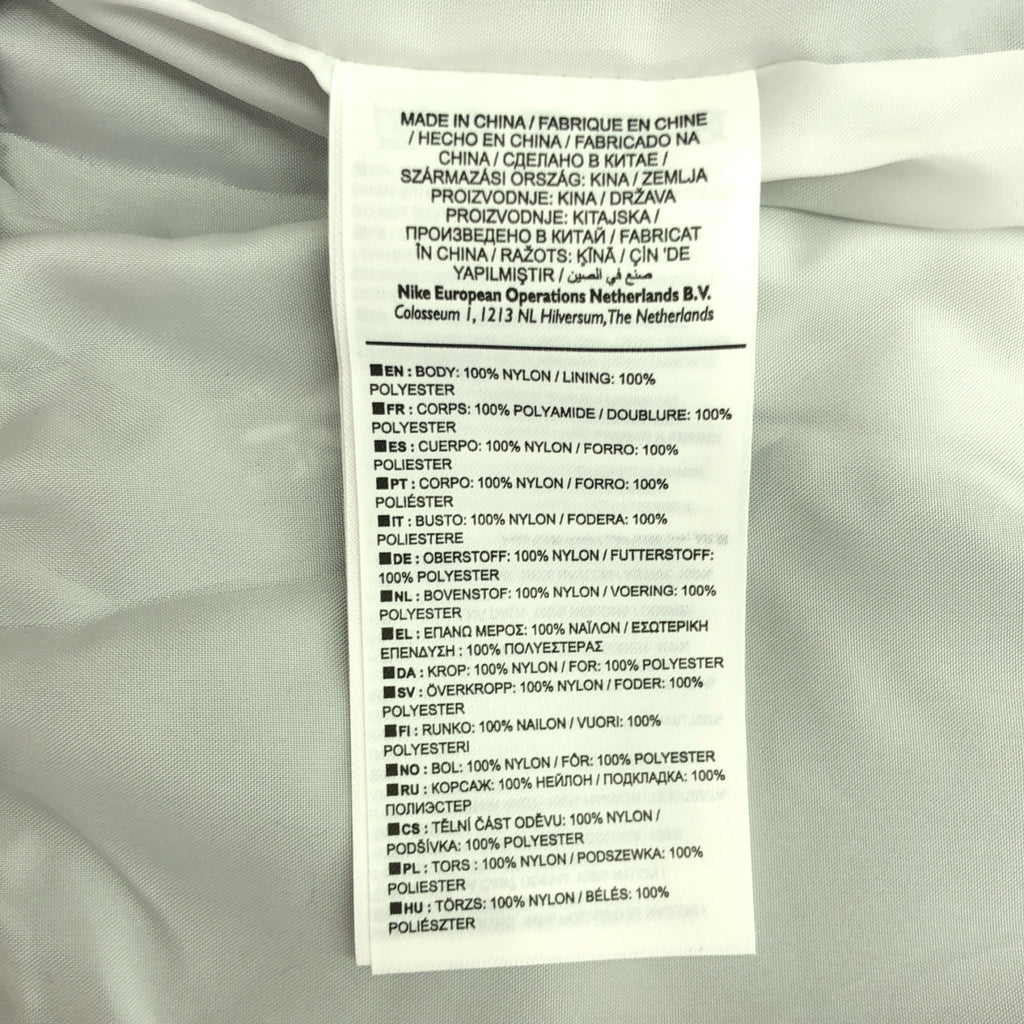 MADE IN CHINA / FABRIQUE EN CHINE
/ HECHO EN CHINA / FABRICADO NA
CHINA / СДЕЛАНО В КИТАЕ /
SZÁRMAZÁSI ORSZÁG: KINA / ZEMLJA
PROIZVODNJE: KINA / DRŽAVA
PROIZVODNJE: KITAJSKA /
ПРОИЗВЕДЕНО В КИТАЙ / FABRICAT
ÎN CHINA / RAŽOTS: ĶĪNĀ / ÇİN 'DE
YAPILMIŞTIR / صنع في الصين
Nike European Operations Netherlands B.V.
Colosseum 1, 1213 NL Hilversum, The Netherlands
■EN : BODY: 100% NYLON / LINING: 100%
POLYESTER
■FR : CORPS: 100% POLYAMIDE / DOUBLURE: 100%
POLYESTER
■ES : CUERPO: 100% NYLON / FORRO: 100%
POLIESTER
■PT : CORPO: 100% NYLON / FORRO: 100%
POLIÉSTER
■IT : BUSTO: 100% NYLON / FODERA: 100%
POLIESTERE
■DE : OBERSTOFF: 100% NYLON / FUTTERSTOFF:
100% POLYESTER
■NL : BOVENSTOF: 100% NYLON / VOERING: 100%
POLYESTER
■EL : ΕΠΑΝΩ ΜΕΡΟΣ: 100% ΝΑΪΛΟΝ / ΕΣΩΤΕΡΙΚΗ
ΕΠΕΝΔΥΣΗ : 100% ΠΟΛΥΕΣΤΕΡΑΣ
■DA : KROP: 100% NYLON / FOR: 100% POLYESTER
■SV : ÖVERKROPP: 100% NYLON / FODER: 100%
POLYESTER
■FI : RUNKO: 100% NAILON / VUORI: 100%
POLYESTERI
■NO : BOL: 100% NYLON / FÔR: 100% POLYESTER
■RU : КОРСАЖ: 100% НЕЙЛОН / ПОДКЛАДКА: 100%
ПОЛИЭСТЕР
■CS : TĚLNÍ ČÁST ODĚVU: 100% NYLON /
PODŠÍVKA: 100% POLYESTER
■PL : TORS : 100% NYLON / PODSZEWKA: 100%
POLIESTER
■HU : TÖRZS: 100% NYLON / BÉLÉS: 100%
POLIÉSZTER